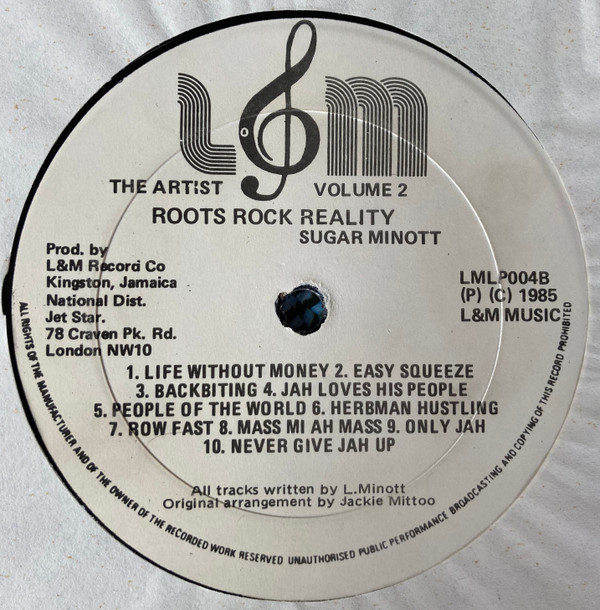 L&M
THE ARTIST VOLUME 2
ROOTS ROCK REALITY
SUGAR MINOTT
Prod. by
L&M Record Co
Kingston, Jamaica
National Dist.
Jet Star.
78 Craven Pk. Rd.
London NW10
LMLP004B
(P) (C) 1985
L&M MUSIC
1. LIFE WITHOUT MONEY 2. EASY SQUEEZE
3. BACKBITING 4. JAH LOVES HIS PEOPLE
5. PEOPLE OF THE WORLD 6. HERBMAN HUSTLING
7. ROW FAST 8. MASS MI AH MASS 9. ONLY JAH
10. NEVER GIVE JAH UP
All tracks written by L.Minott
Original arrangement by Jackie Mittoo
ALL RIGHTS OF THE MANUFACTURER AND OF THE OWNER OF THE RECORDED WORK RESERVED UNAUTHORISED PUBLIC PERFORMANCE BROADCASTING AND COPYING OF THIS RECORD PROHIBITED